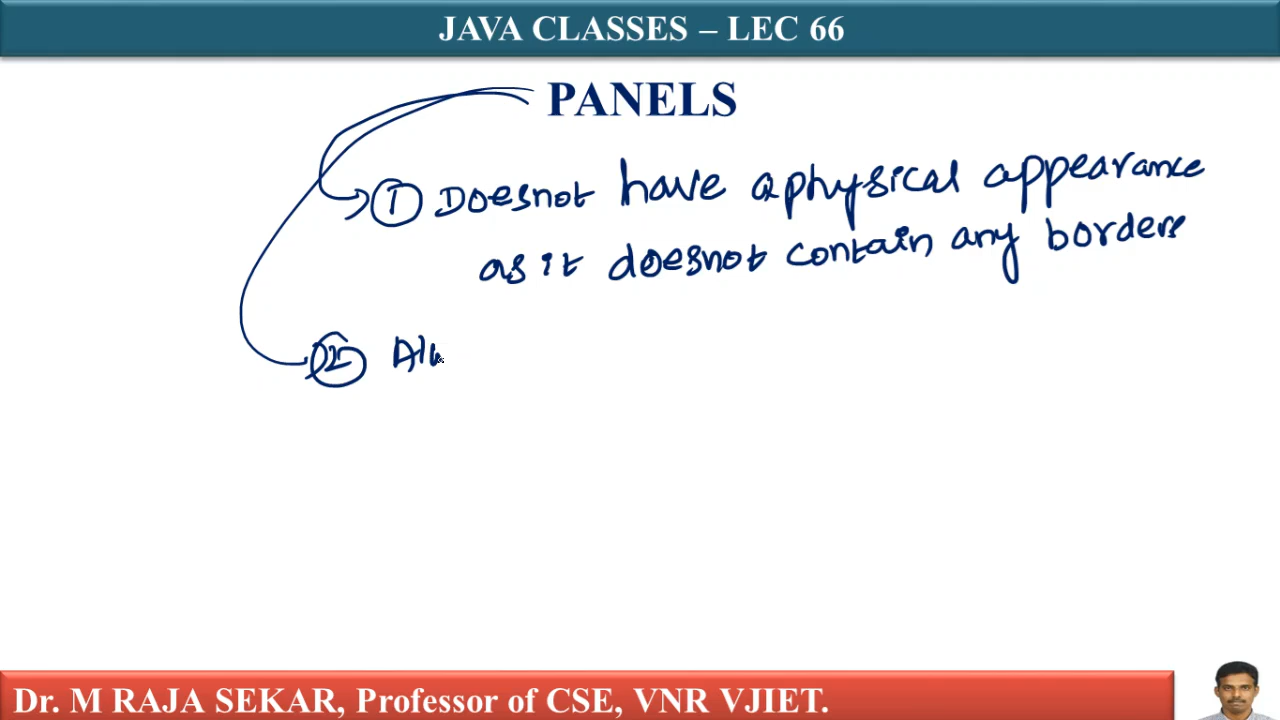 JAVA CLASSES – LEC 66
PANELS
① Doesnot have a physical appearance
as it doesnot contain any borders
②
Dr. M RAJA SEKAR, Professor of CSE, VNR VJIET.